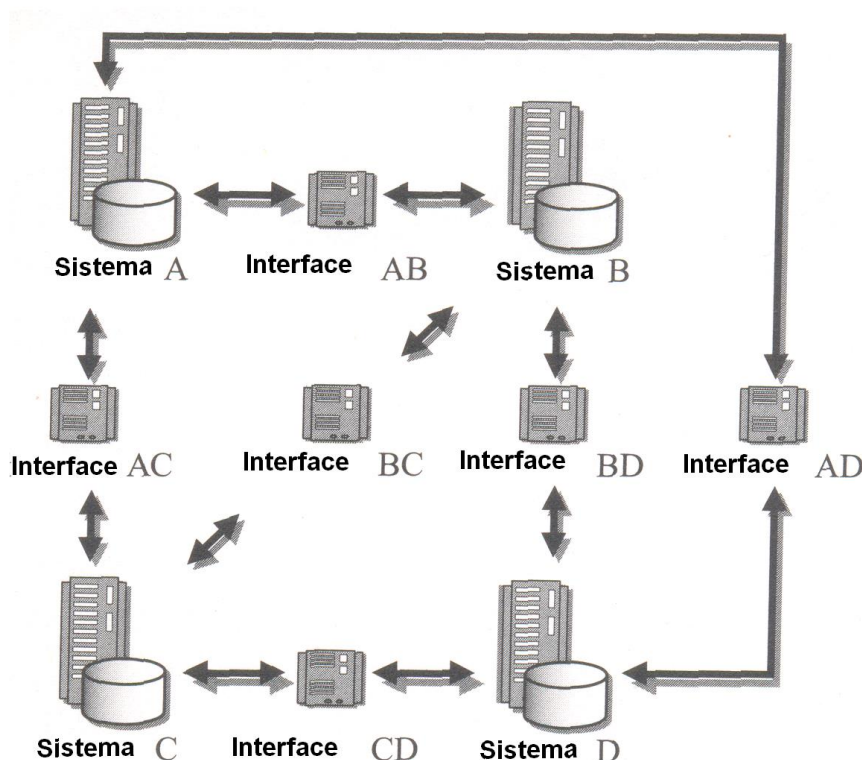 Sistema A Interface AB Sistema B
Interface AC Interface BC Interface BD Interface AD
Sistema C Interface CD Sistema D